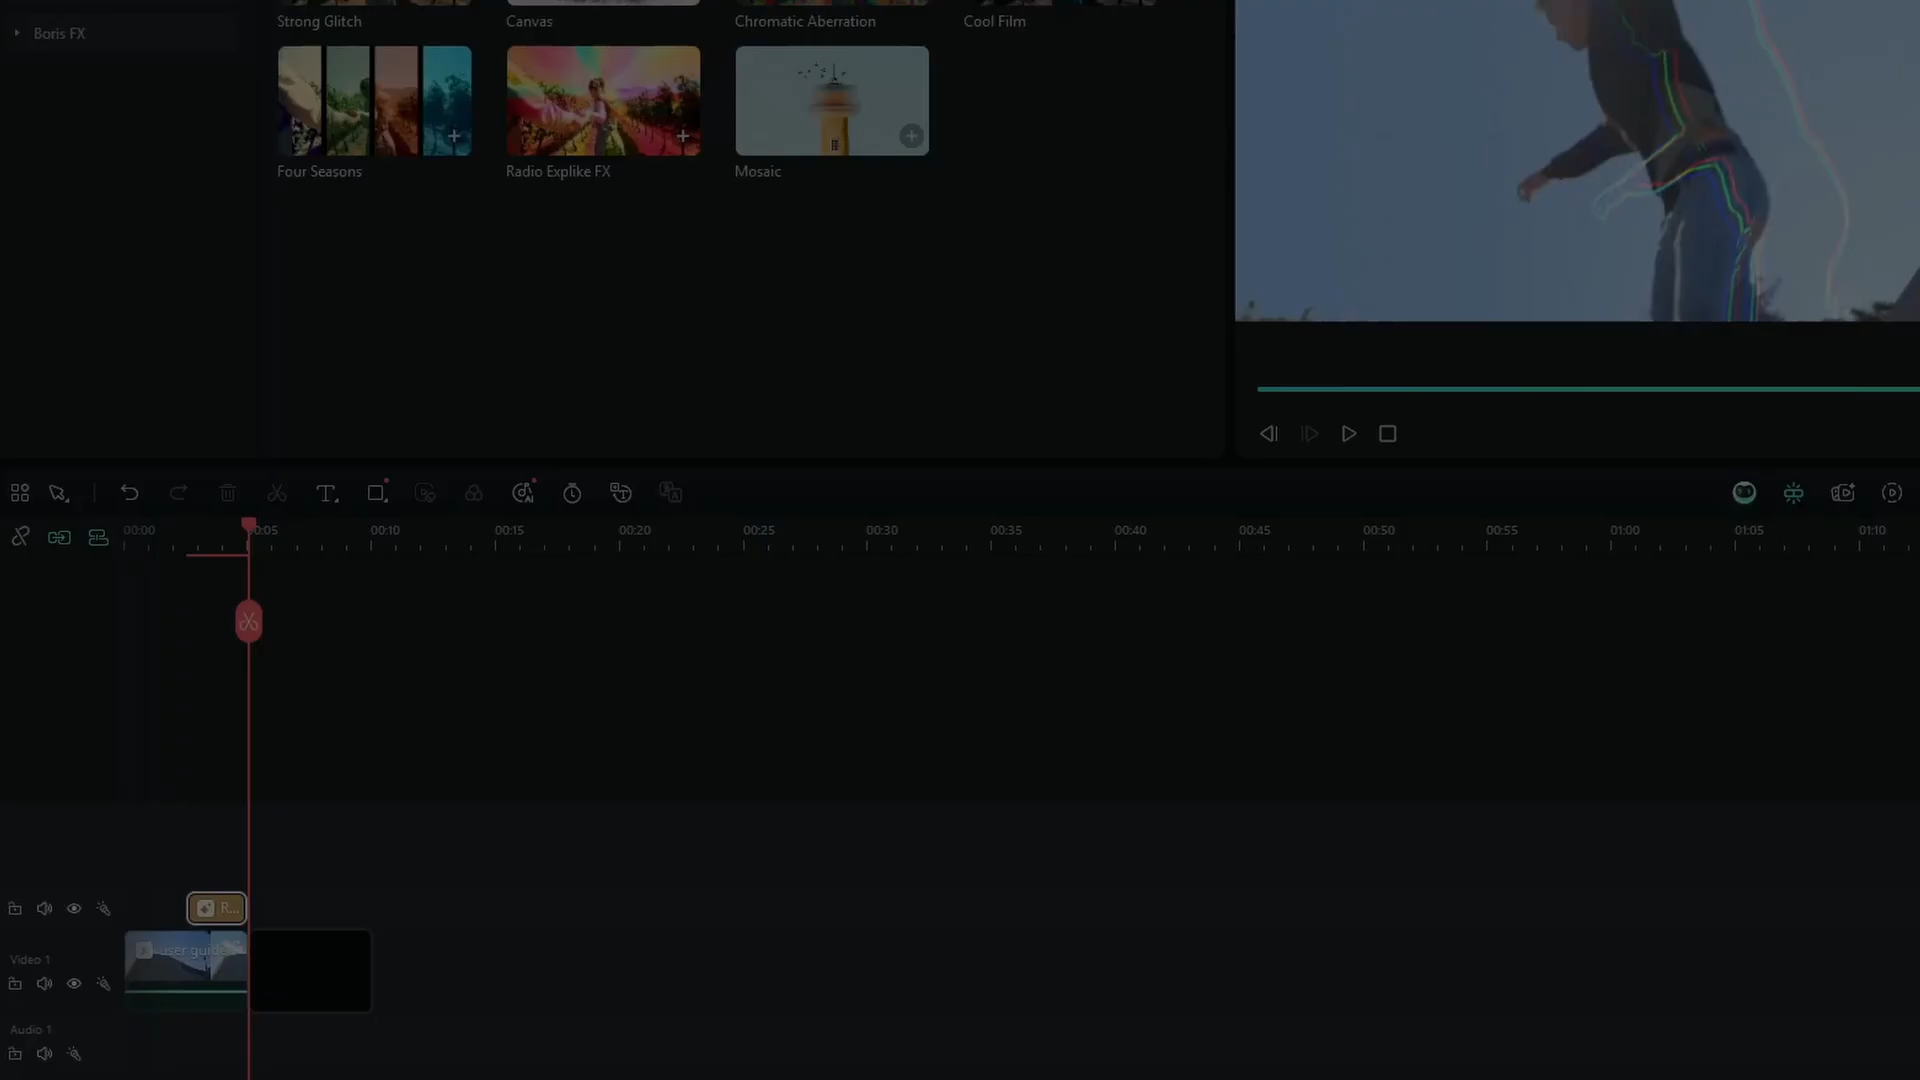 Strong Glitch
Canvas
Chromatic Aberration
Cool Film
Boris FX
Four Seasons
Radio Explike FX
Mosaic
00:00
00:05
00:10
00:15
00:20
00:25
00:30
00:35
00:40
00:45
00:50
00:55
01:00
01:05
01:10
R...
Video 1
user guide
Audio 1